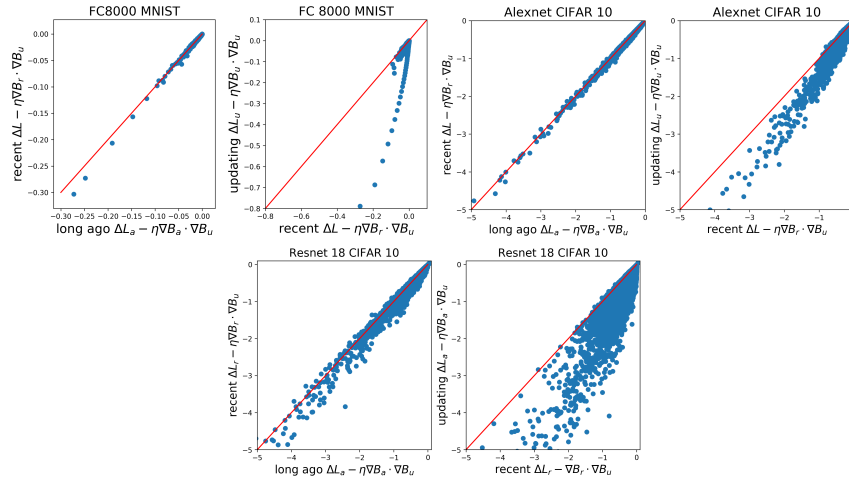 FC8000 MNIST
recent ΔL − η∇B_r · ∇B_u
0.00
−0.05
−0.10
−0.15
−0.20
−0.25
−0.30
−0.30 −0.25 −0.20 −0.15 −0.10 −0.05 0.00
long ago ΔL_a − η∇B_a · ∇B_u
FC 8000 MNIST
updating ΔL_u − η∇B_u · ∇B_u
0.1
0.0
−0.1
−0.2
−0.3
−0.4
−0.5
−0.6
−0.7
−0.8
−0.8 −0.6 −0.4 −0.2 0.0
recent ΔL − η∇B_r · ∇B_u
Alexnet CIFAR 10
recent ΔL − η∇B_r · ∇B_u
0
−1
−2
−3
−4
−5
−5 −4 −3 −2 −1 0
long ago ΔL_a − η∇B_a · ∇B_u
Alexnet CIFAR 10
updating ΔL_u − η∇B_u · ∇B_u
0
−1
−2
−3
−4
−5
−5 −4 −3 −2 −1 0
recent ΔL − η∇B_r · ∇B_u
Resnet 18 CIFAR 10
recent ΔL_r − η∇B_r · ∇B_u
0
−1
−2
−3
−4
−5
−5 −4 −3 −2 −1 0
long ago ΔL_a − η∇B_a · ∇B_u
Resnet 18 CIFAR 10
updating ΔL_a − η∇B_a · ∇B_u
0
−1
−2
−3
−4
−5
−5 −4 −3 −2 −1 0
recent ΔL_r − ∇B_r · ∇B_u